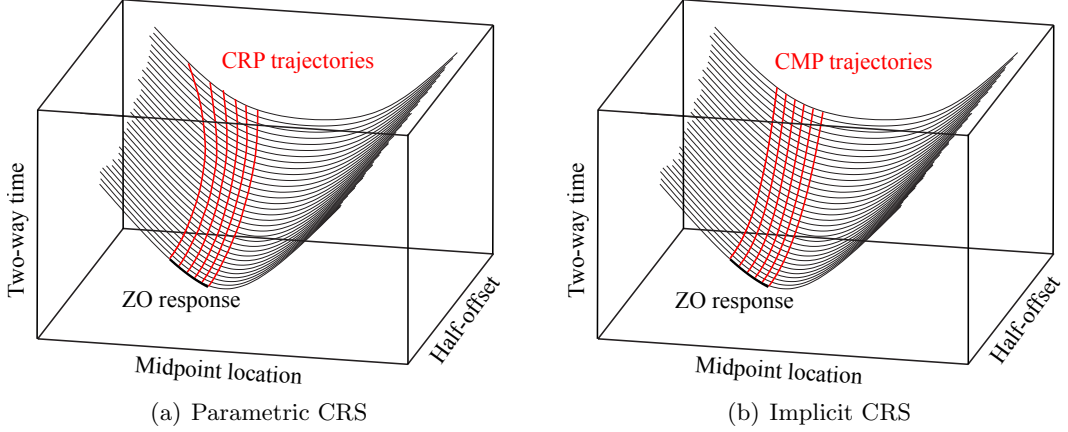 CRP trajectories
Two-way time
ZO response
Half-offset
Midpoint location
(a) Parametric CRS
CMP trajectories
Two-way time
ZO response
Half-offset
Midpoint location
(b) Implicit CRS